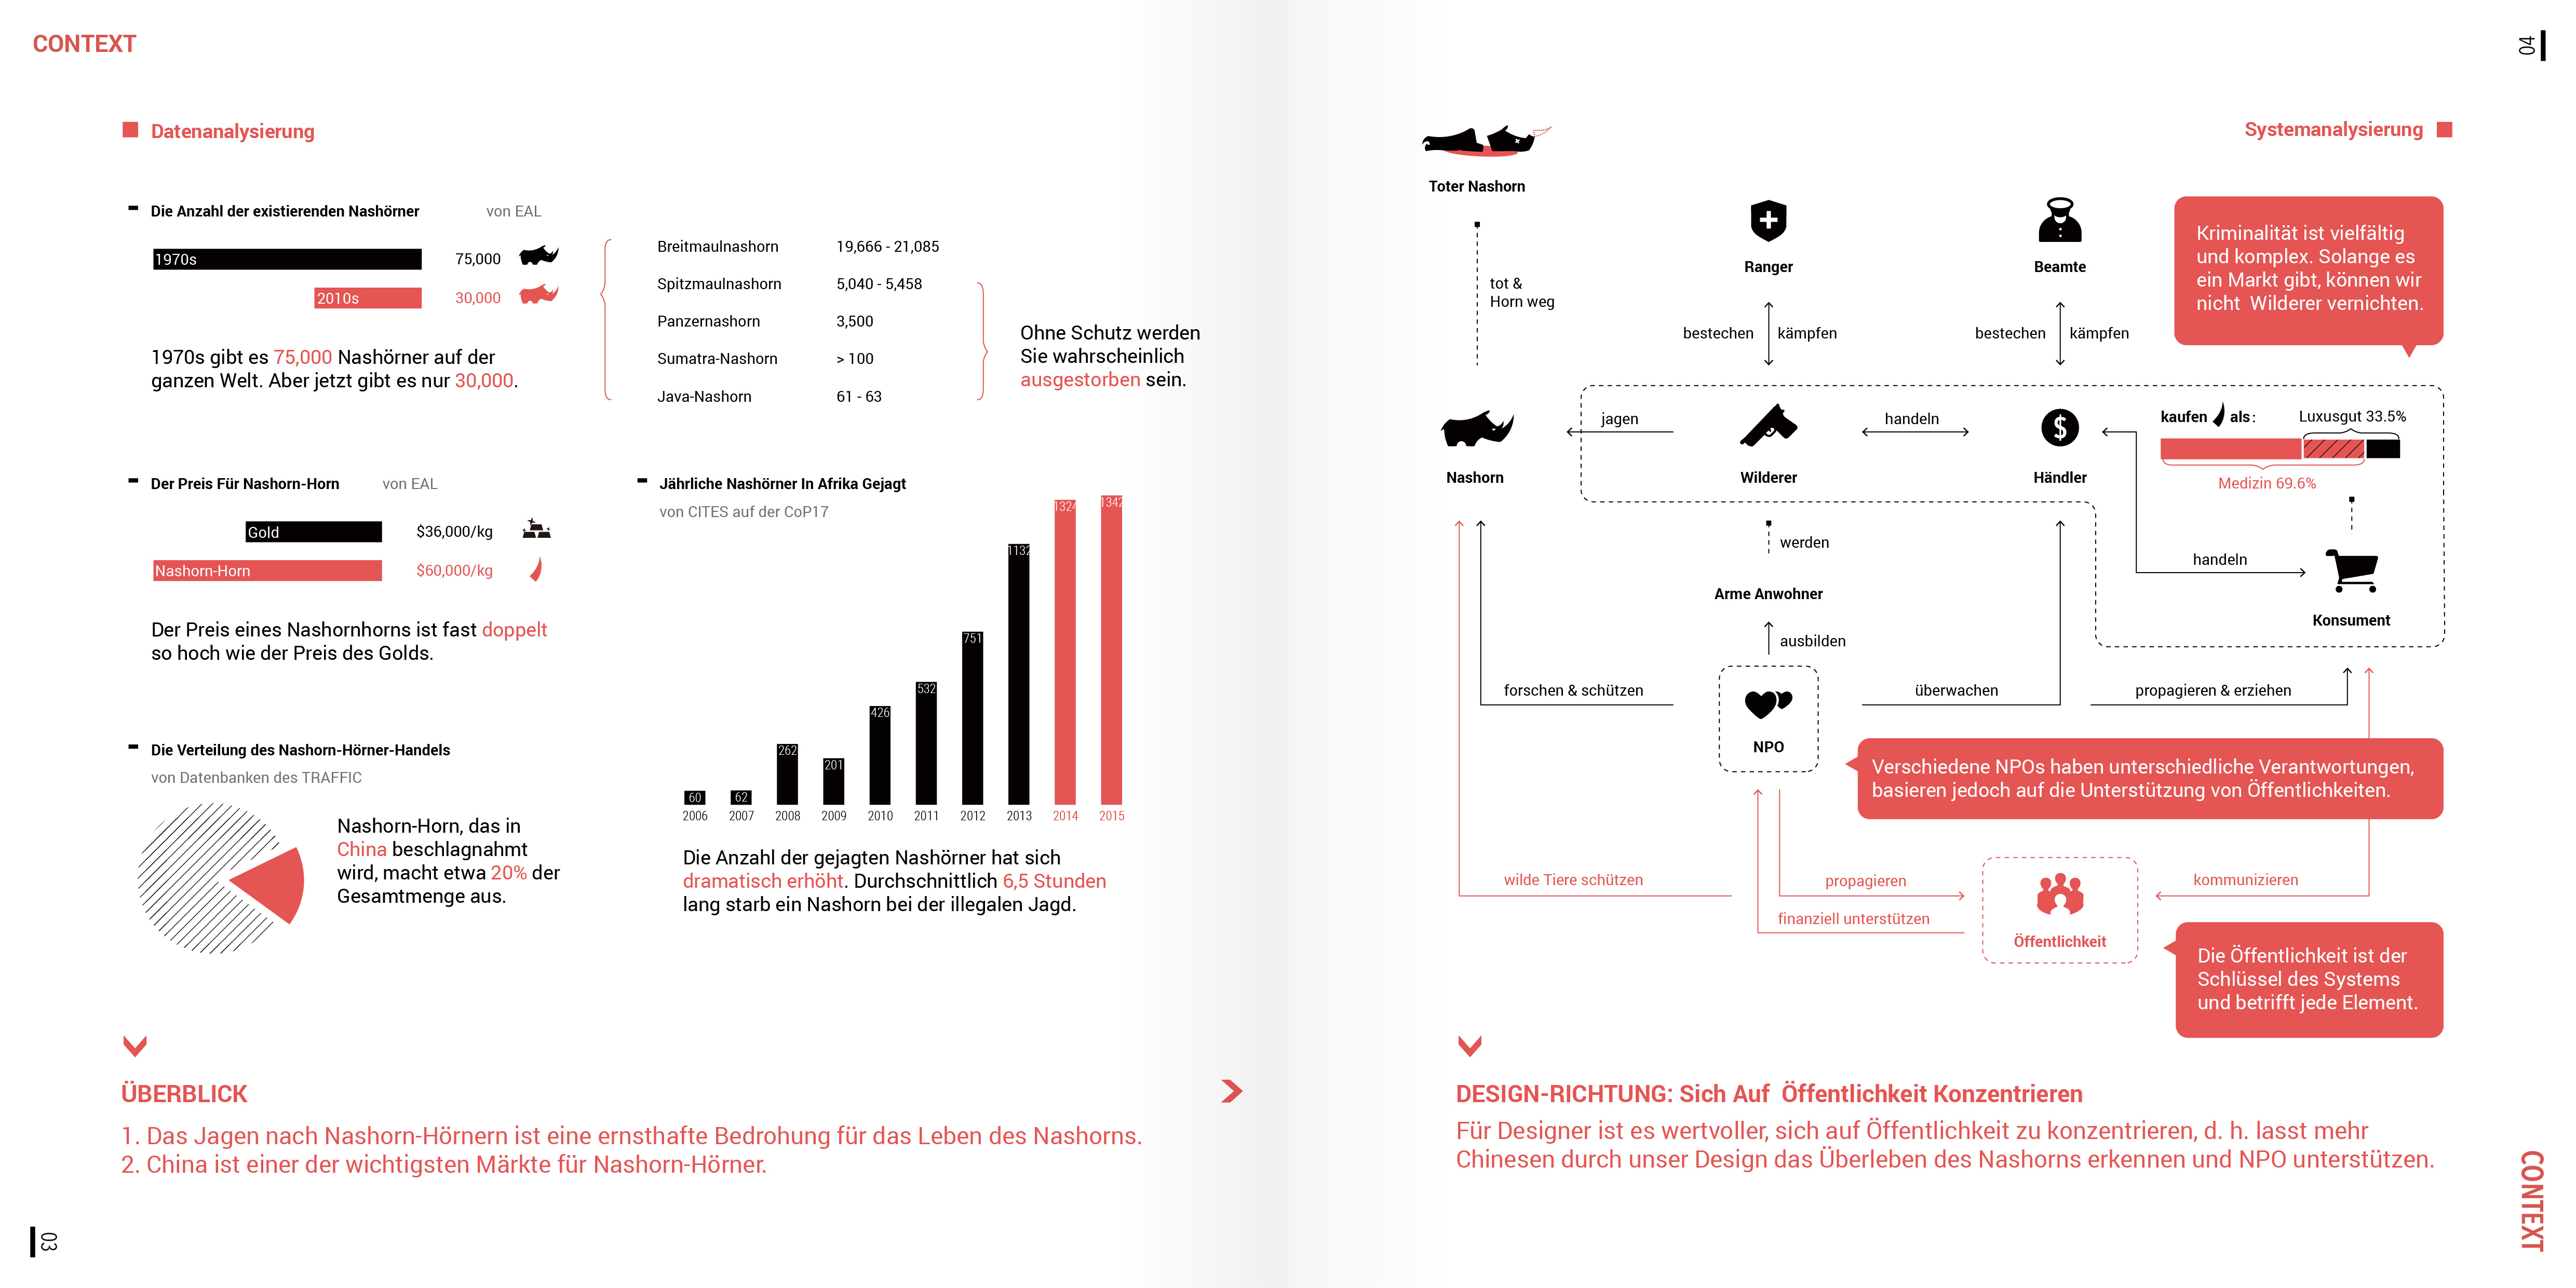 CONTEXT
Datenanalysierung
Die Anzahl der existierenden Nashörner von EAL
1970s 75,000
2010s 30,000
1970s gibt es 75,000 Nashörner auf der
ganzen Welt. Aber jetzt gibt es nur 30,000.
Breitmaulnashorn 19,666 - 21,085
Spitzmaulnashorn 5,040 - 5,458
Panzernashorn 3,500
Sumatra-Nashorn > 100
Java-Nashorn 61 - 63
Ohne Schutz werden
Sie wahrscheinlich
ausgestorben sein.
Der Preis Für Nashorn-Horn von EAL
Gold $36,000/kg
Nashorn-Horn $60,000/kg
Der Preis eines Nashornhorns ist fast doppelt
so hoch wie der Preis des Golds.
Die Verteilung des Nashorn-Hörner-Handels
von Datenbanken des TRAFFIC
Nashorn-Horn, das in
China beschlagnahmt
wird, macht etwa 20% der
Gesamtmenge aus.
Jährliche Nashörner In Afrika Gejagt
von CITES auf der CoP17
60 62 262 201 426 532 751 1132 1324 1342
2006 2007 2008 2009 2010 2011 2012 2013 2014 2015
Die Anzahl der gejagten Nashörner hat sich
dramatisch erhöht. Durchschnittlich 6,5 Stunden
lang starb ein Nashorn bei der illegalen Jagd.
ÜBERBLICK
1. Das Jagen nach Nashorn-Hörnern ist eine ernsthafte Bedrohung für das Leben des Nashorns.
2. China ist einer der wichtigsten Märkte für Nashorn-Hörner.
03
04
Systemanalysierung
Toter Nashorn
tot &
Horn weg
Ranger
Beamte
bestechen kämpfen
bestechen kämpfen
Kriminalität ist vielfältig
und komplex. Solange es
ein Markt gibt, können wir
nicht Wilderer vernichten.
Nashorn
jagen
Wilderer
handeln
$
Händler
kaufen als:
Luxusgut 33.5%
Medizin 69.6%
handeln
Konsument
werden
Arme Anwohner
ausbilden
forschen & schützen
NPO
überwachen
propagieren & erziehen
Verschiedene NPOs haben unterschiedliche Verantwortungen,
basieren jedoch auf die Unterstützung von Öffentlichkeiten.
wilde Tiere schützen
propagieren
finanziell unterstützen
Öffentlichkeit
kommunizieren
Die Öffentlichkeit ist der
Schlüssel des Systems
und betrifft jede Element.
DESIGN-RICHTUNG: Sich Auf Öffentlichkeit Konzentrieren
Für Designer ist es wertvoller, sich auf Öffentlichkeit zu konzentrieren, d. h. lasst mehr
Chinesen durch unser Design das Überleben des Nashorns erkennen und NPO unterstützen.
CONTEXT